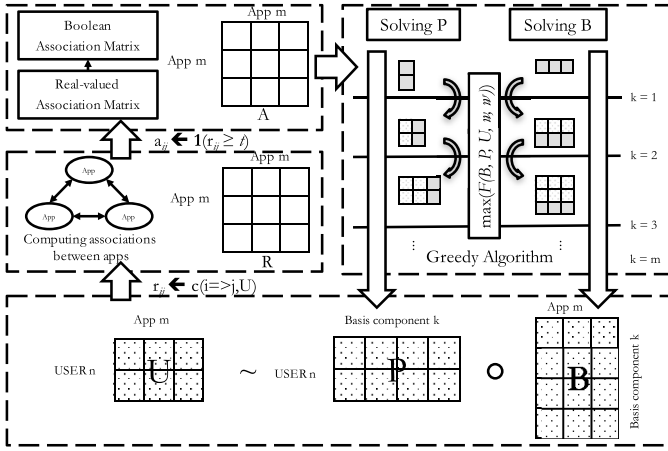 Boolean
Association Matrix
Real-valued
Association Matrix
App m
App m
A
a_ij ← 1(r_ij ≥ t)
App
App
App
Computing associations
between apps
App m
App m
R
r_ij ← c(i=>j,U)
Solving P
Solving B
max(F(B, P, U, w, w))
k = 1
k = 2
k = 3
⋮
⋮
Greedy Algorithm
k = m
App m
USER n
U
~
Basis component k
USER n
P
App m
B
Basis component k